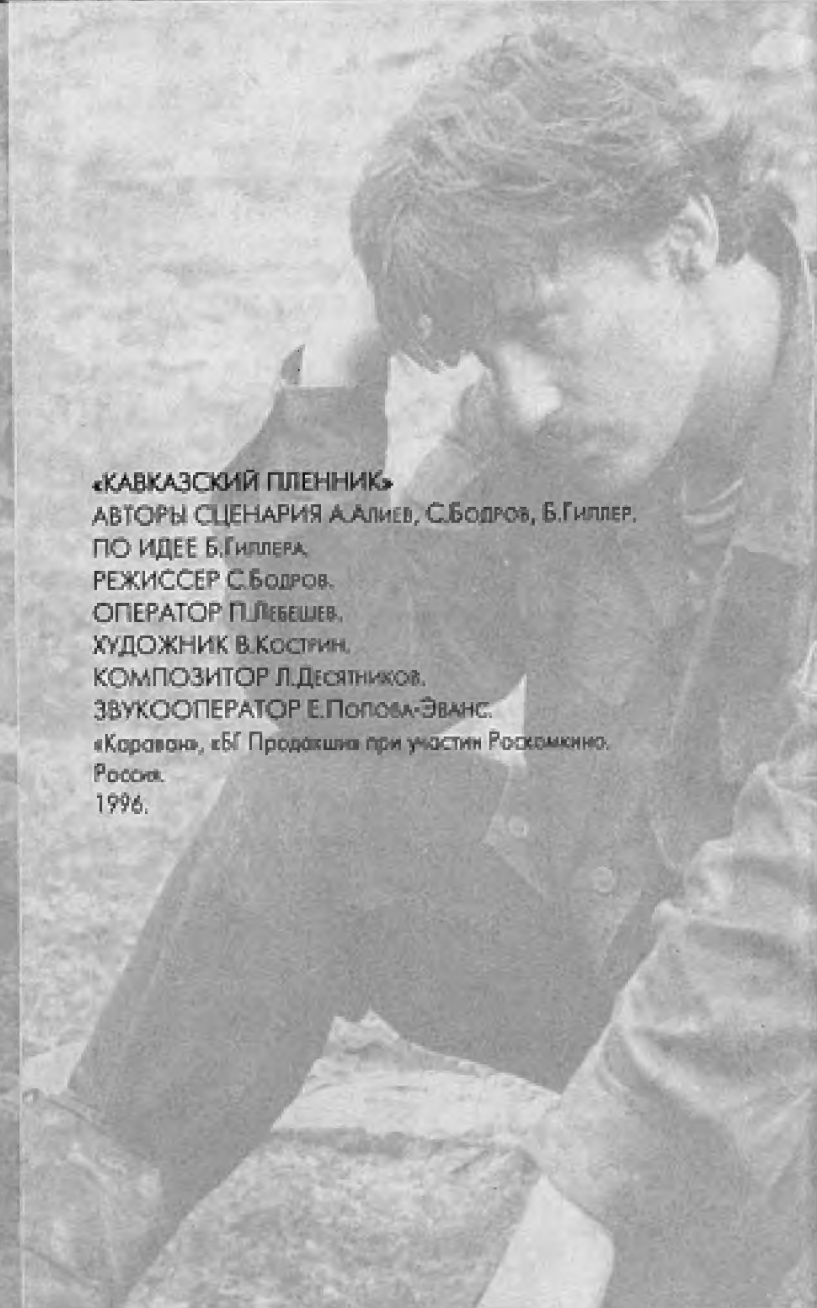 «КАВКАЗСКИЙ ПЛЕННИК»
АВТОРЫ СЦЕНАРИЯ А.АЛИЕВ, С.БОДРОВ, Б.ГИЛЛЕР.
ПО ИДЕЕ Б.ГИЛЛЕРА.
РЕЖИССЕР С.БОДРОВ.
ОПЕРАТОР П.ЛЕБЕШЕВ.
ХУДОЖНИК В.КОСТРИН.
КОМПОЗИТОР Л.ДЕСЯТНИКОВ.
ЗВУКООПЕРАТОР Е.ПОПОВА-ЭВАНС.
«Караван», «БГ Продакшн» при участии Роскомкино.
Россия.
1996.